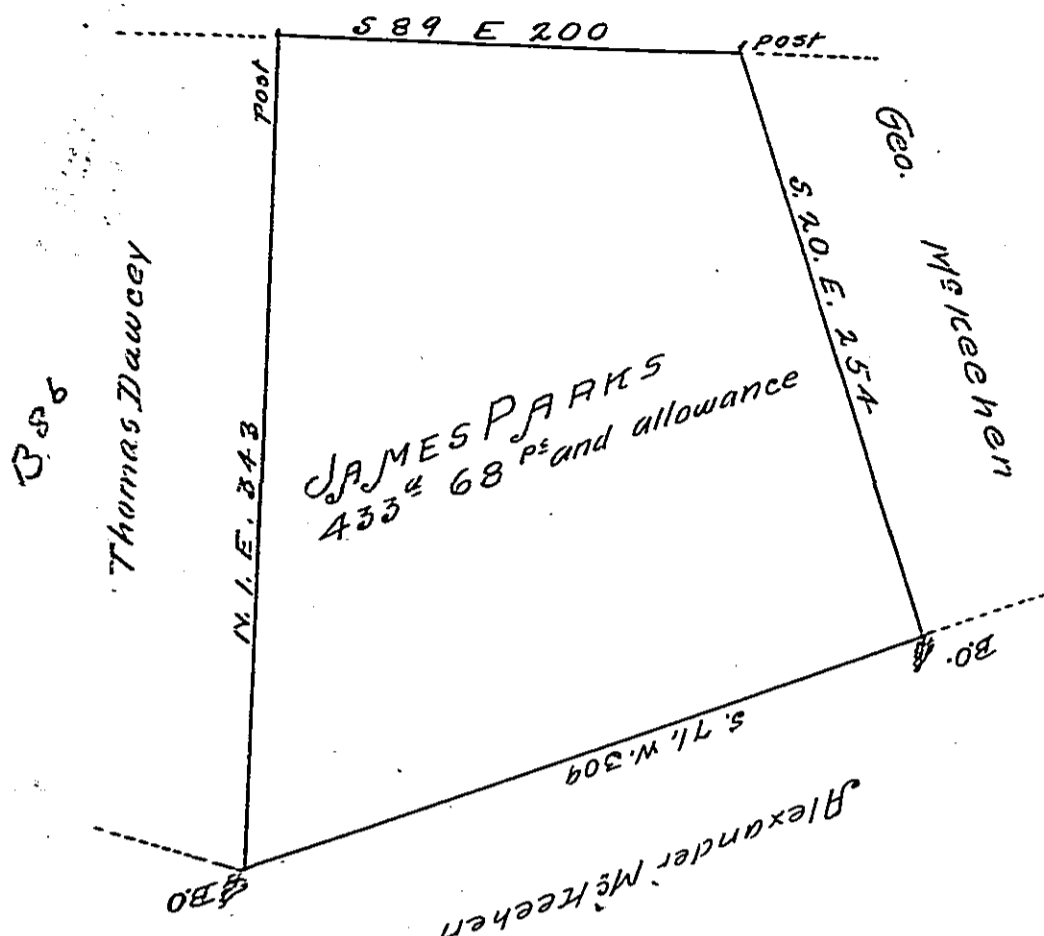 S 89 E 200
post
post
Geo. McKeehen
S. 20. E. 254
Thomas Dawcey
N. 1. E. 343
JAMES PARKS
433a 68 ps and allowance
B.O.
S. 71, W. 309
Alexander McKeehen
B.O